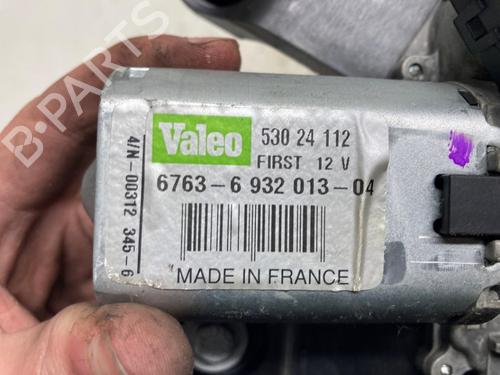 B-PARTS
Valeo
530 24 112
FIRST 12 V
6763-6 932 013-04
4/N-00312 345-6
MADE IN FRANCE